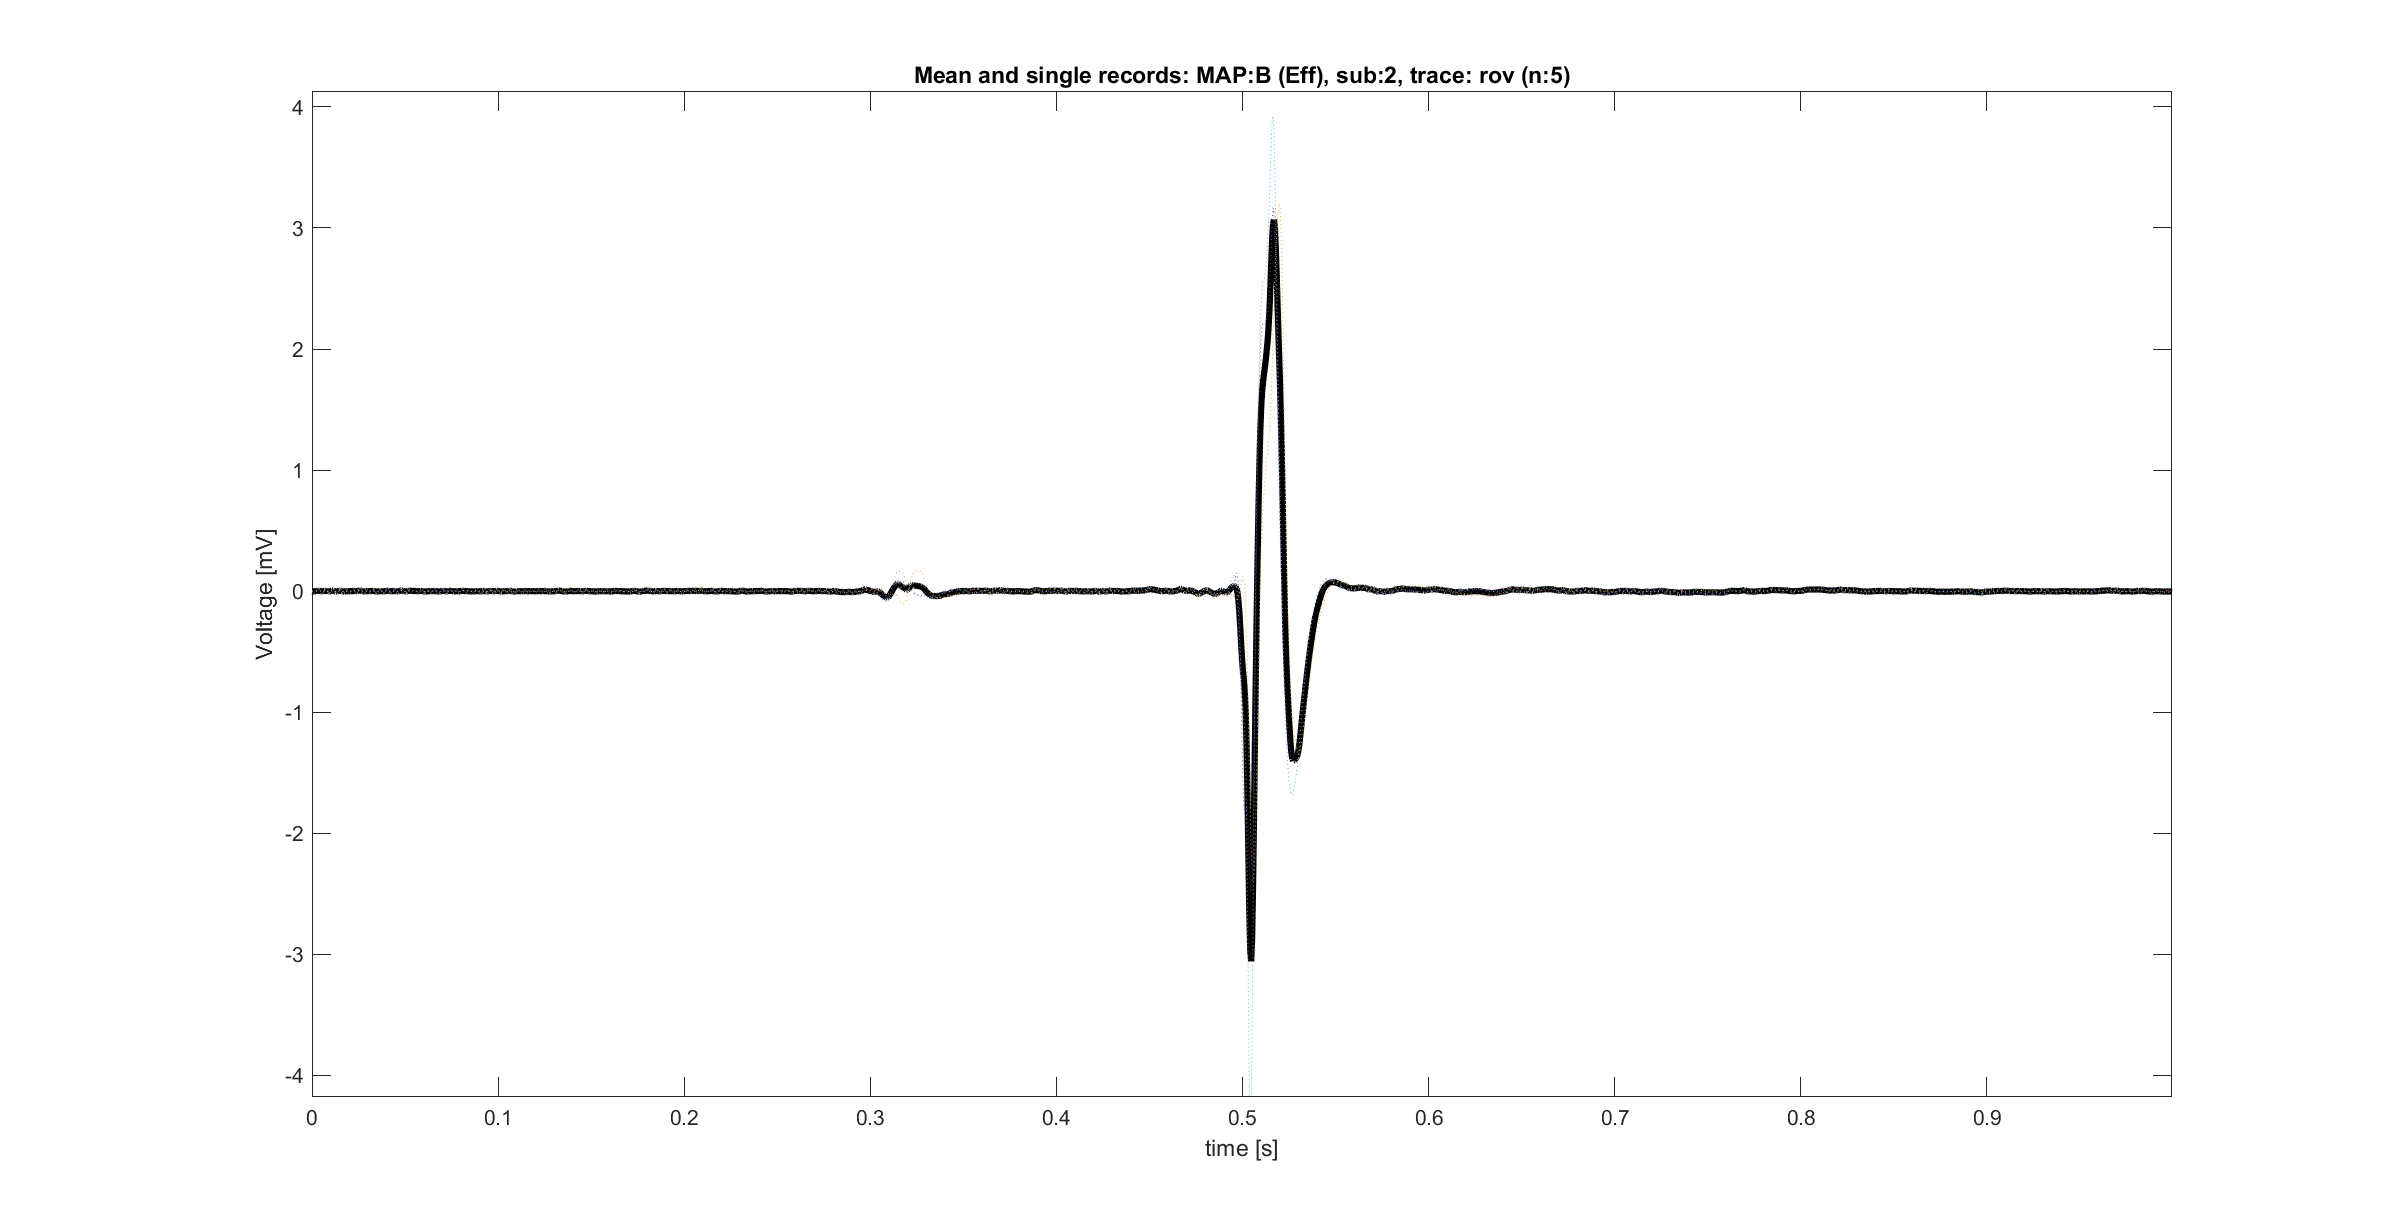 Mean and single records: MAP:B (Eff), sub:2, trace: rov (n:5)
4
3
2
1
0
-1
-2
-3
-4
Voltage [mV]
0 0.1 0.2 0.3 0.4 0.5 0.6 0.7 0.8 0.9
time [s]